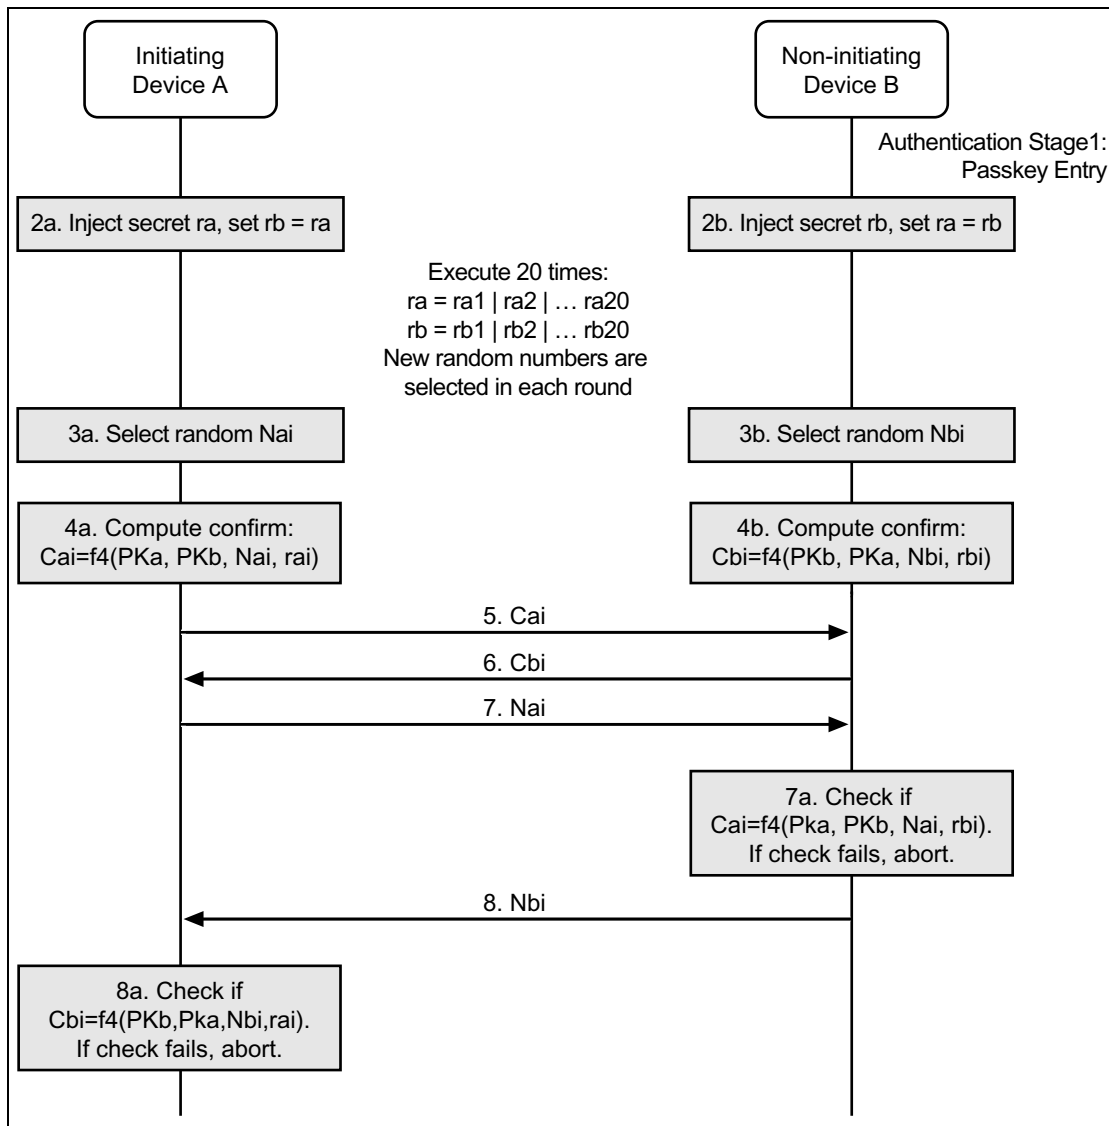 Initiating
Device A
Non-initiating
Device B
Authentication Stage1:
Passkey Entry
2a. Inject secret ra, set rb = ra
2b. Inject secret rb, set ra = rb
Execute 20 times:
ra = ra1 | ra2 | … ra20
rb = rb1 | rb2 | … rb20
New random numbers are
selected in each round
3a. Select random Nai
3b. Select random Nbi
4a. Compute confirm:
Cai=f4(PKa, PKb, Nai, rai)
4b. Compute confirm:
Cbi=f4(PKb, PKa, Nbi, rbi)
5. Cai
6. Cbi
7. Nai
7a. Check if
Cai=f4(Pka, PKb, Nai, rbi).
If check fails, abort.
8. Nbi
8a. Check if
Cbi=f4(PKb,Pka,Nbi,rai).
If check fails, abort.